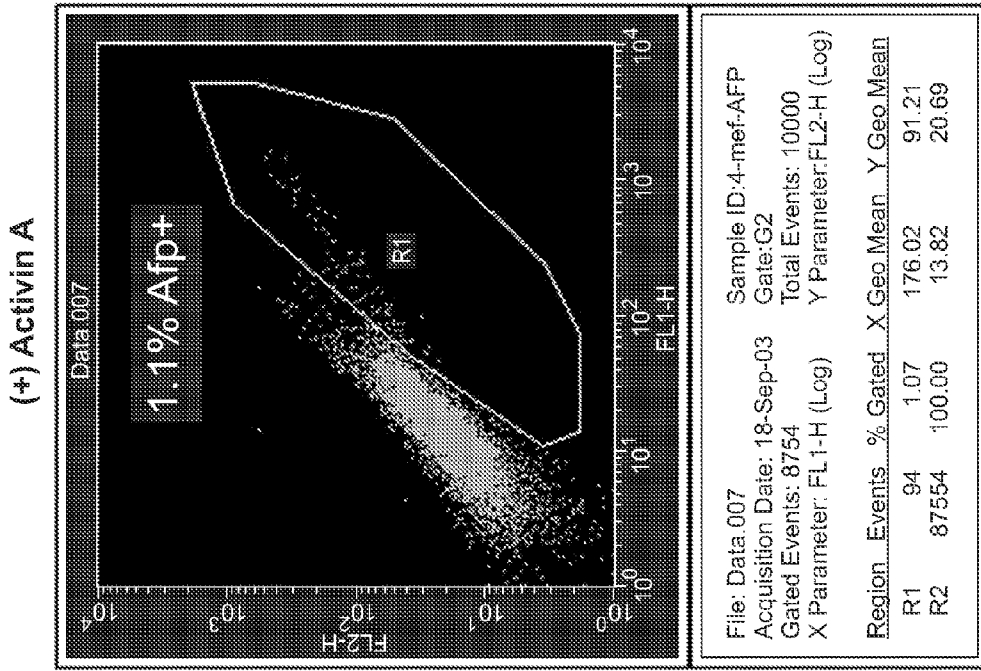 (+) Activin A
Data.007
1.1% Afp+
R1
FL2-H
10^4
10^3
10^2
10^1
10^0
10^0 10^1 10^2 10^3 10^4
FL1-H
File: Data.007 Sample ID:4-mef-AFP
Acquisition Date: 18-Sep-03 Gate:G2
Gated Events: 8754 Total Events: 10000
X Parameter: FL1-H (Log) Y Parameter:FL2-H (Log)
Region Events % Gated X Geo Mean Y Geo Mean
R1 94 1.07 176.02 91.21
R2 87554 100.00 13.82 20.69